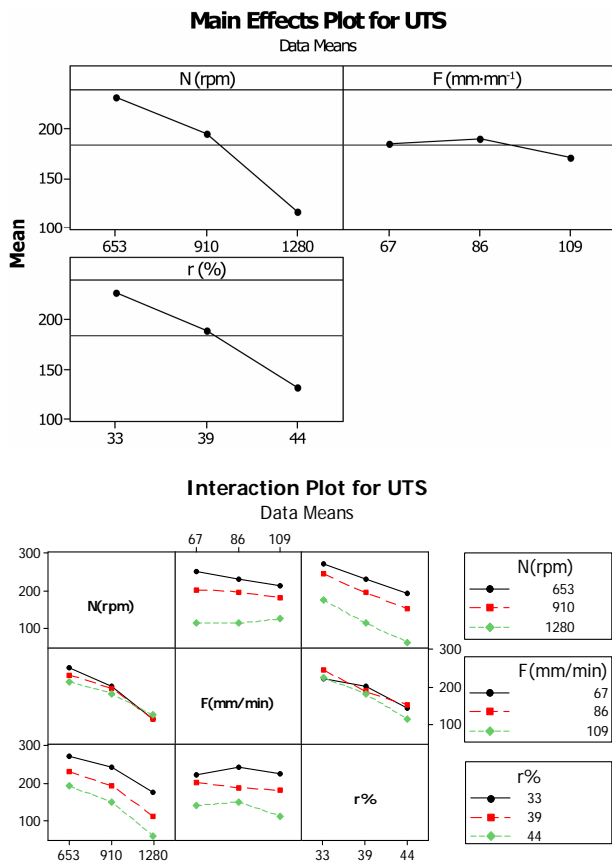 Main Effects Plot for UTS
Data Means
N (rpm) F (mm·mn⁻¹)
200
150
100
653 910 1280 67 86 109
Mean
r (%)
200
150
100
33 39 44
Interaction Plot for UTS
Data Means
67 86 109
300
200
100
N(rpm)
N(rpm)
653
910
1280
F(mm/min)
300
200
100
F(mm/min)
67
86
109
300
200
100
r%
r%
33
39
44
653 910 1280 33 39 44